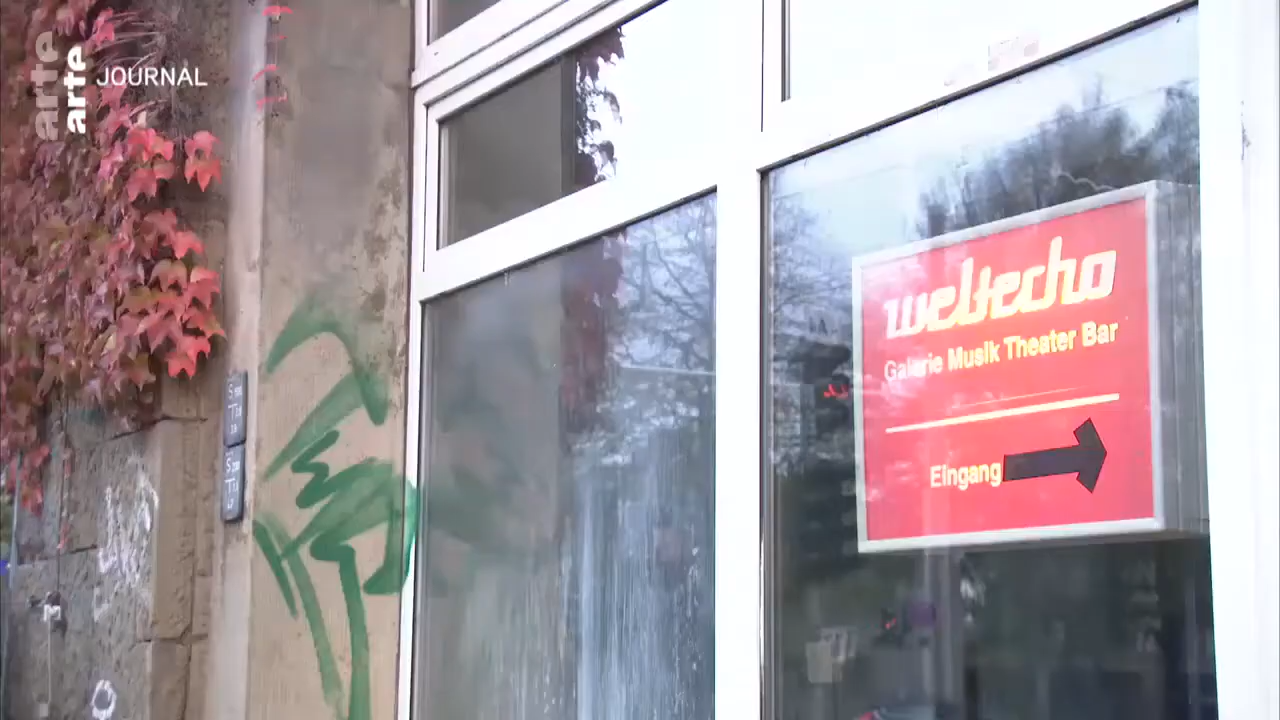 arte
arte JOURNAL
weltecho
Galerie Musik Theater Bar
Eingang